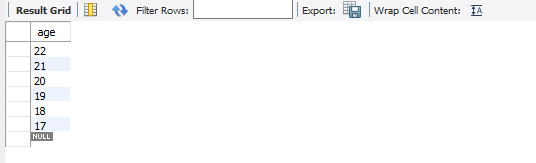 Result Grid Filter Rows: Export: Wrap Cell Content:
age
22
21
20
19
18
17
NULL